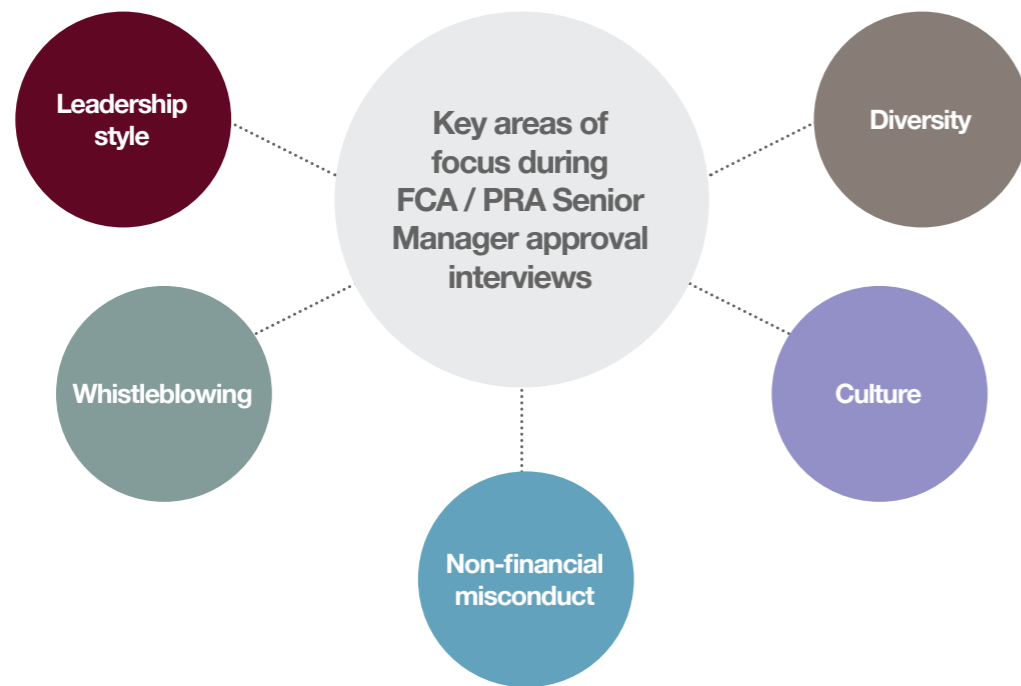 Key areas of
focus during
FCA / PRA Senior
Manager approval
interviews
Leadership
style
Diversity
Whistleblowing
Culture
Non-financial
misconduct